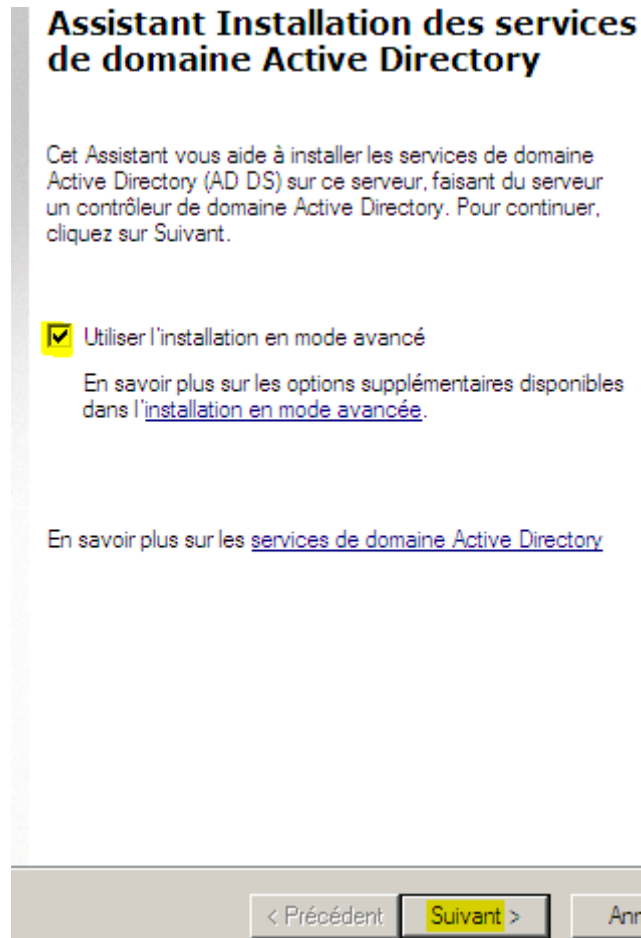 Assistant Installation des services
de domaine Active Directory
Cet Assistant vous aide à installer les services de domaine
Active Directory (AD DS) sur ce serveur, faisant du serveur
un contrôleur de domaine Active Directory. Pour continuer,
cliquez sur Suivant.
Utiliser l'installation en mode avancé
En savoir plus sur les options supplémentaires disponibles
dans l'installation en mode avancée.
En savoir plus sur les services de domaine Active Directory
< Précédent Suivant > Ann